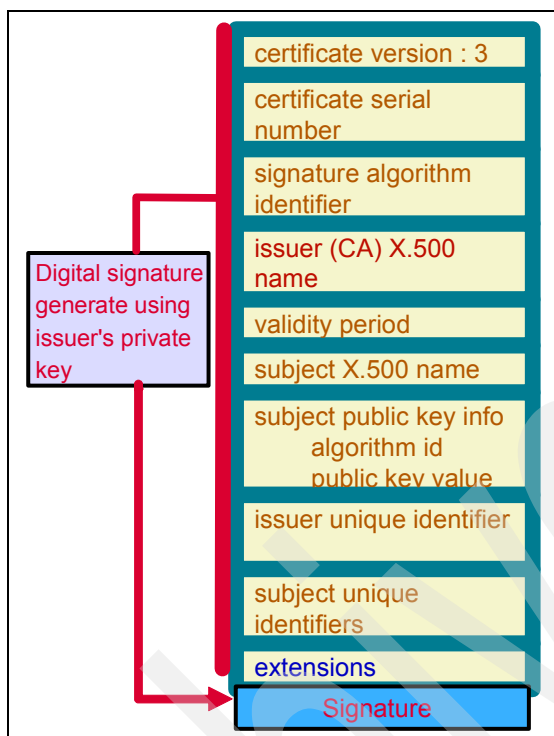 certificate version : 3
certificate serial
number
signature algorithm
identifier
issuer (CA) X.500
name
Digital signature
generate using
issuer's private
key
validity period
subject X.500 name
subject public key info
algorithm id
public key value
issuer unique identifier
subject unique
identifiers
extensions
Signature